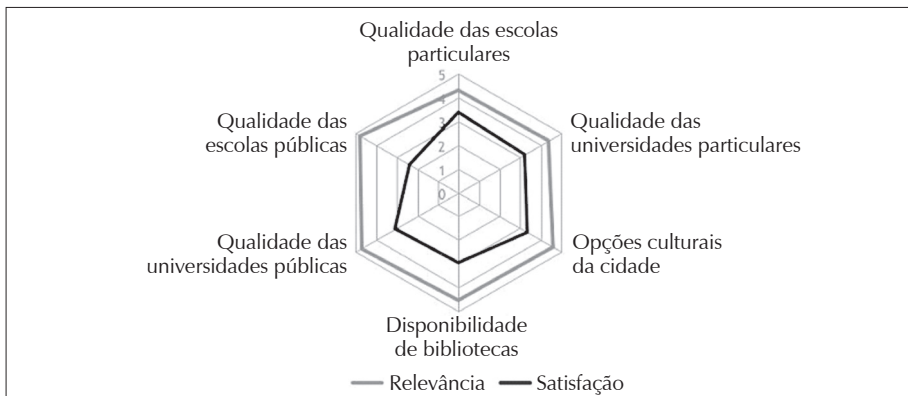 Qualidade das escolas
particulares
5
4
3
2
1
0
Qualidade das
escolas públicas
Qualidade das
universidades particulares
Qualidade das
universidades públicas
Opções culturais
da cidade
Disponibilidade
de bibliotecas
Relevância
Satisfação